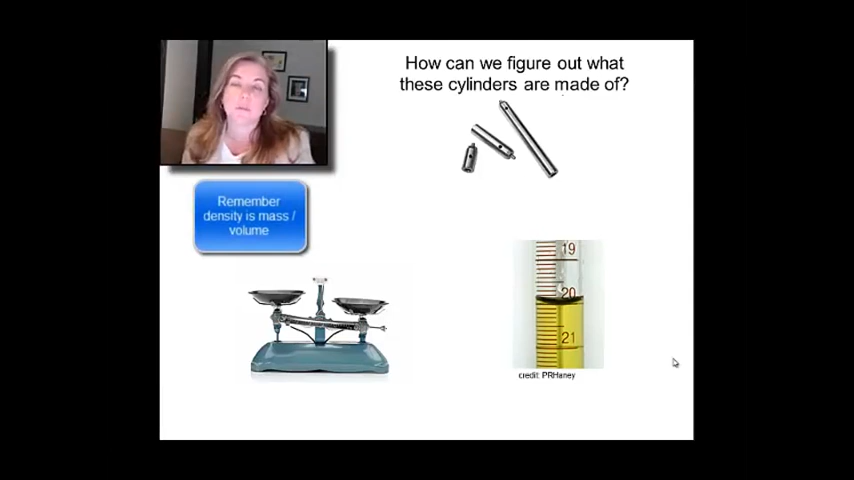 How can we figure out what
these cylinders are made of?
Remember
density is mass /
volume
19
20
21
credit: PRHaney